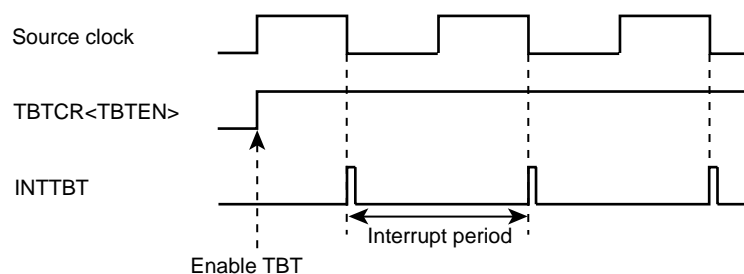 Source clock
TBTCR<TBTEN>
INTTBT
Interrupt period
Enable TBT